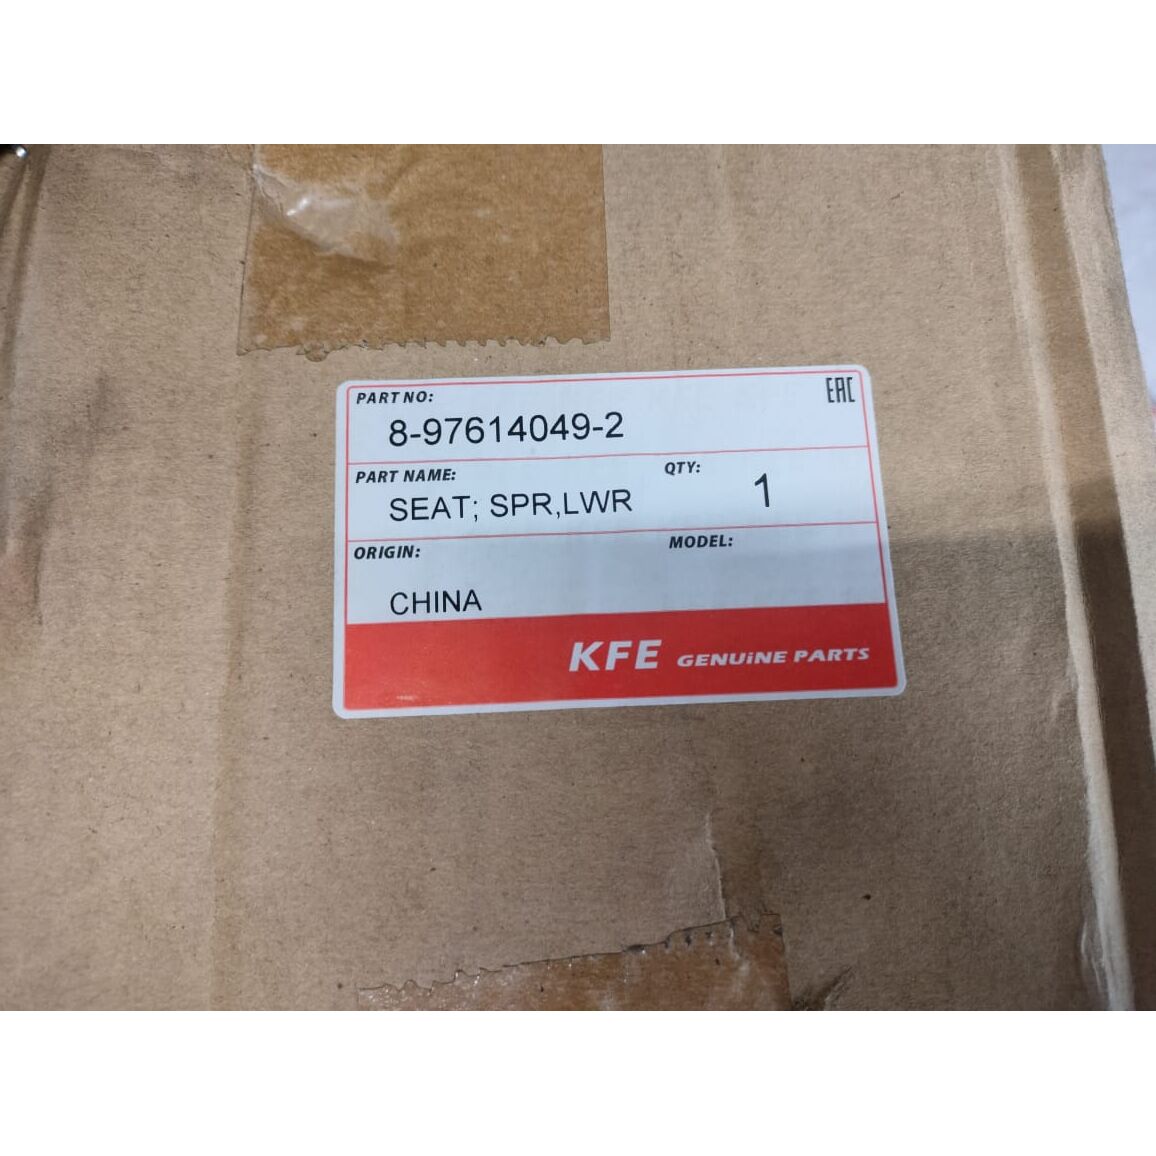 PART NO:
EAC
8-97614049-2
PART NAME:
QTY:
SEAT; SPR,LWR
1
ORIGIN:
MODEL:
CHINA
KFE GENUiNE PARTS